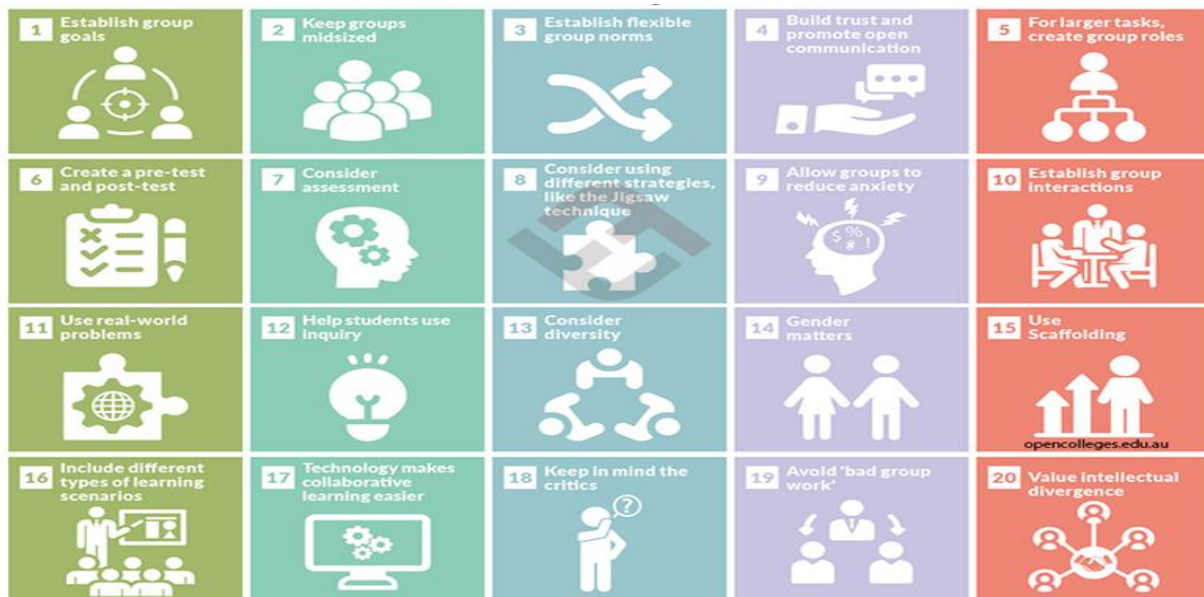 1 Establish group
goals
2 Keep groups
midsized
3 Establish flexible
group norms
4 Build trust and
promote open
communication
5 For larger tasks,
create group roles
6 Create a pre-test
and post-test
7 Consider
assessment
8 Consider using
different strategies,
like the Jigsaw
technique
9 Allow groups to
reduce anxiety
$ % !
10 Establish group
interactions
11 Use real-world
problems
12 Help students use
inquiry
13 Consider
diversity
14 Gender
matters
15 Use
Scaffolding
opencolleges.edu.au
16 Include different
types of learning
scenarios
17 Technology makes
collaborative
learning easier
18 Keep in mind the
critics
?
19 Avoid 'bad group
work'
20 Value intellectual
divergence